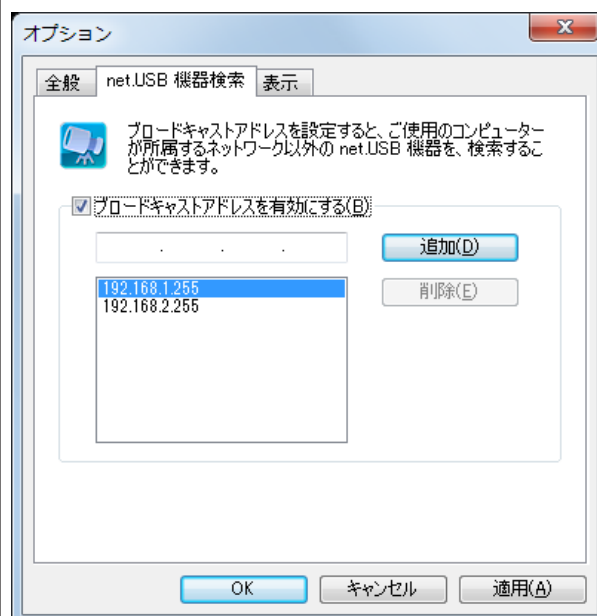 オプション
全般 net.USB 機器検索 表示
ブロードキャストアドレスを設定すると、ご使用のコンピューター
が所属するネットワーク以外の net.USB 機器を、検索するこ
とができます。
ブロードキャストアドレスを有効にする(B)
. . . 追加(D)
192.168.1.255 削除(E)
192.168.2.255
OK キャンセル 適用(A)